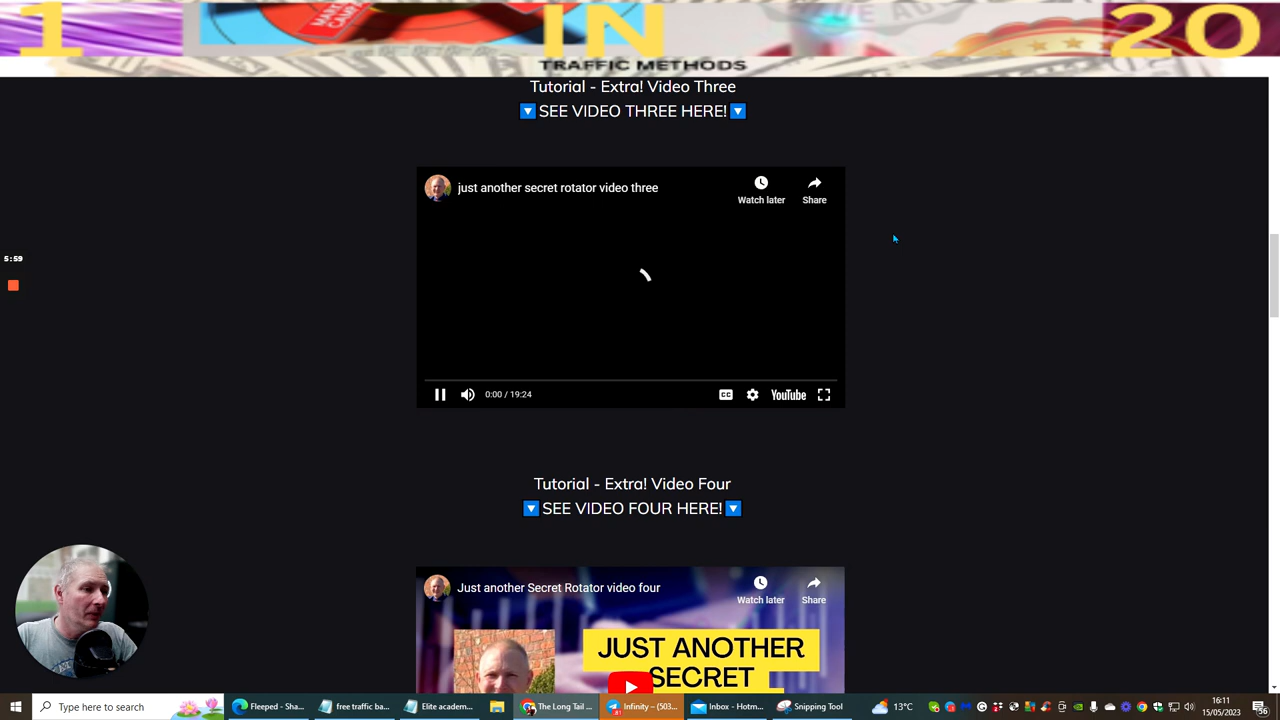 1 IN 20
TRAFFIC METHODS
Tutorial - Extra! Video Three
SEE VIDEO THREE HERE!
just another secret rotator video three
Watch later
Share
5:59
0:00 / 19:24
CC
YouTube
Tutorial - Extra! Video Four
SEE VIDEO FOUR HERE!
Just another Secret Rotator video four
Watch later
Share
JUST ANOTHER
SECRET
Type here to search
Fleeped - Sha...
free traffic ba...
Elite academ...
The Long Tail ...
Infinity – (503...
Inbox - Hotm...
Snipping Tool
13°C
16:11
15/05/2023